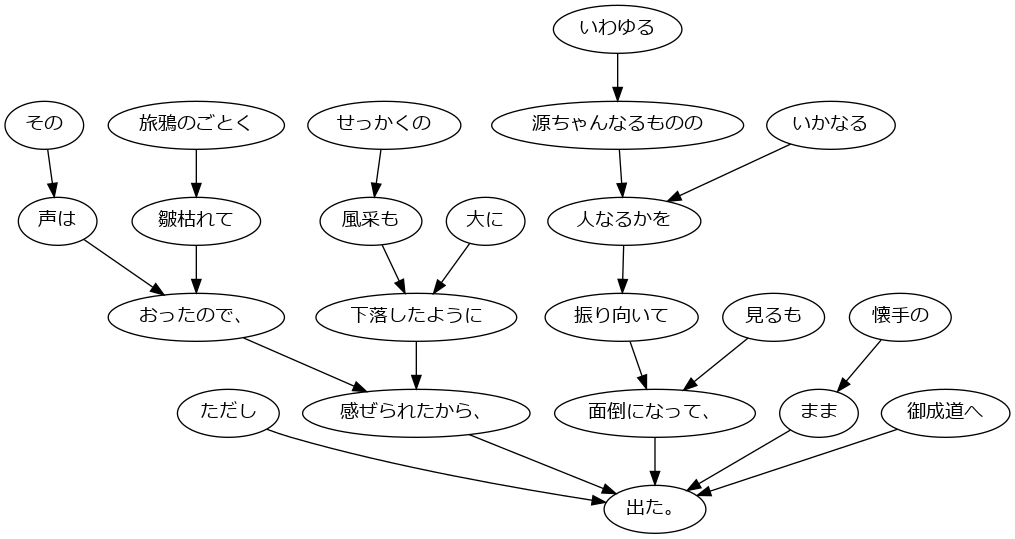 いわゆる
その
旅鴉のごとく
せっかくの
源ちゃんなるものの
いかなる
声は
皺枯れて
風采も
大に
人なるかを
おったので、
下落したように
振り向いて
見るも
懐手の
ただし
感ぜられたから、
面倒になって、
まま
御成道へ
出た。